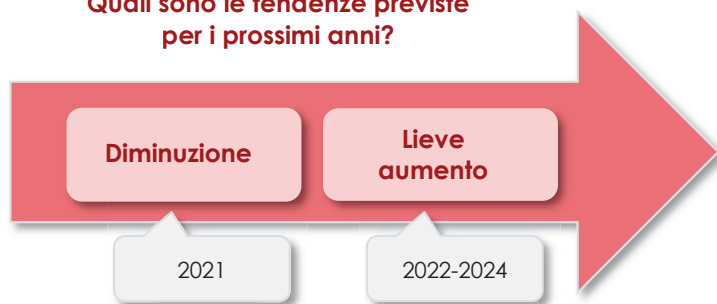 Quali sono le tendenze previste
per i prossimi anni?
Diminuzione
Lieve
aumento
2021
2022-2024